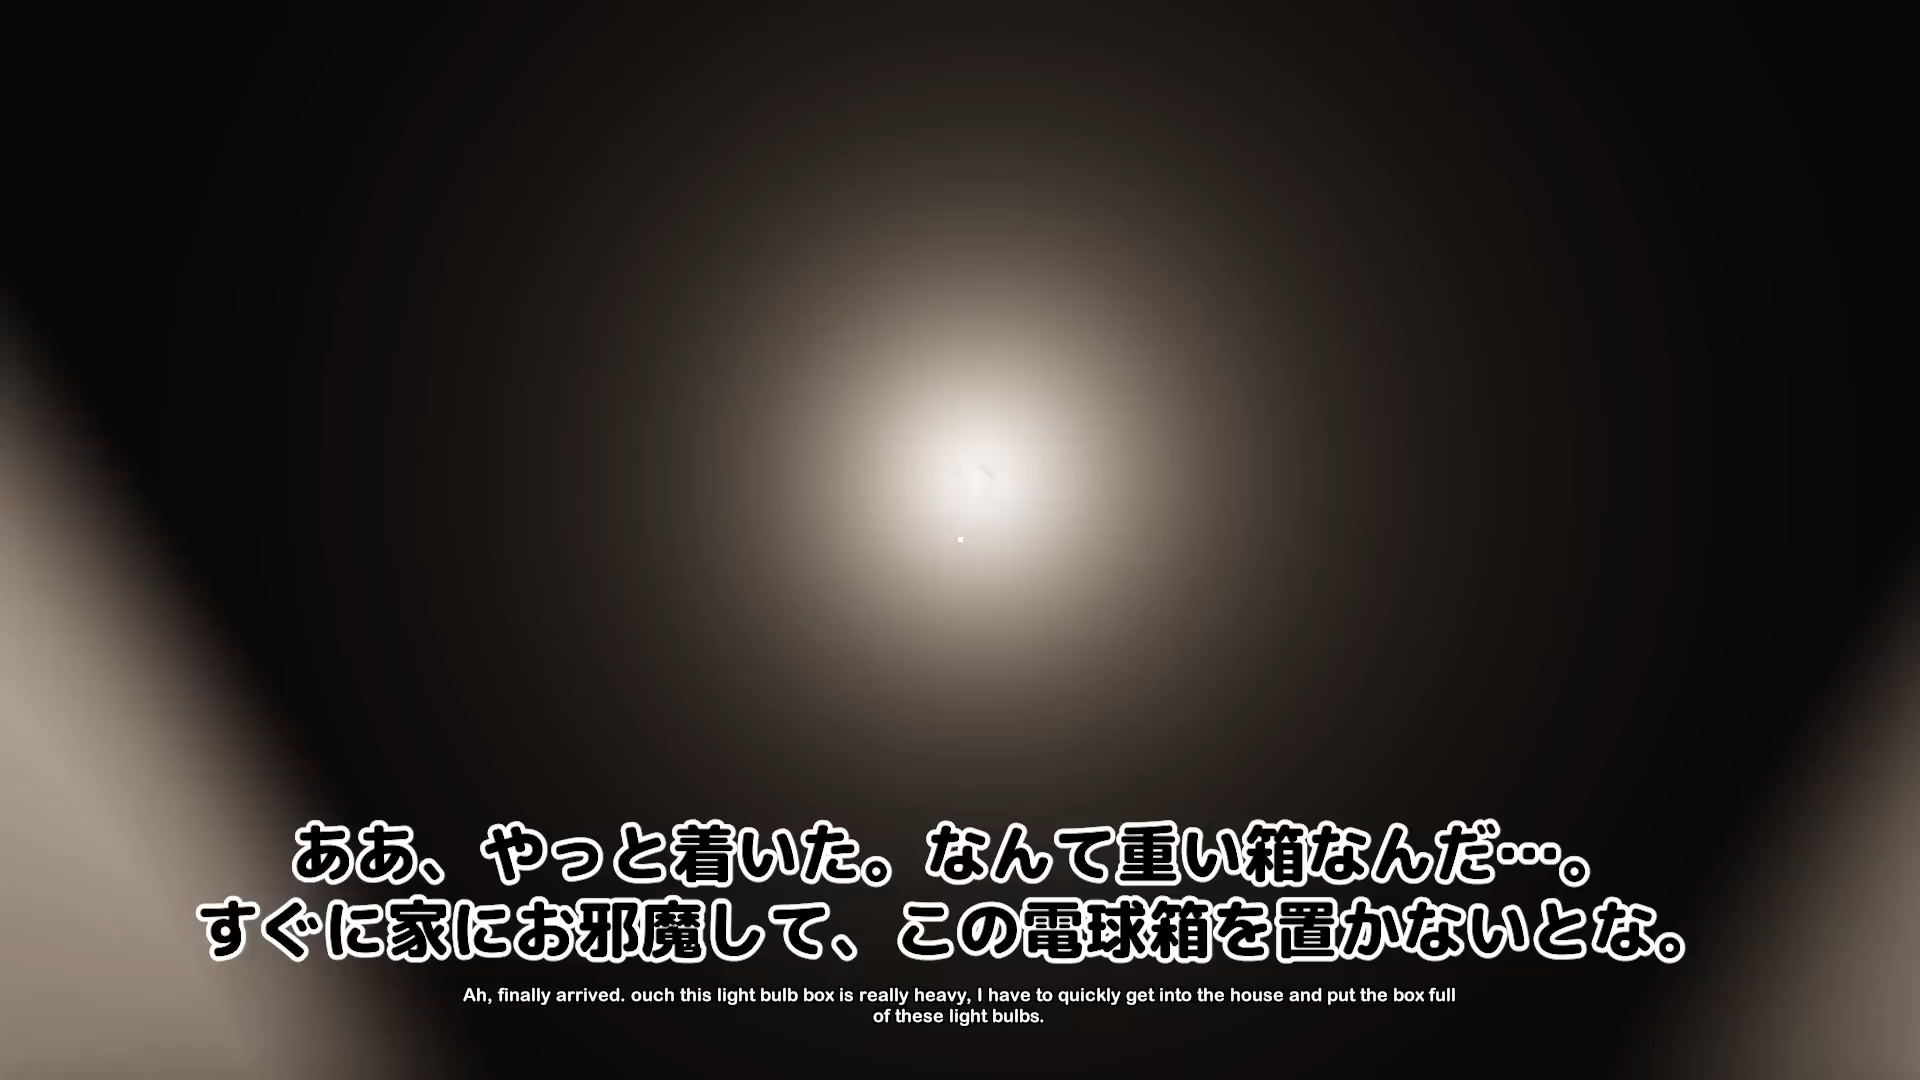 ああ、やっと着いた。なんて重い箱なんだ…。
すぐに家にお邪魔して、この電球箱を置かないとな。
Ah, finally arrived. ouch this light bulb box is really heavy, I have to quickly get into the house and put the box full
of these light bulbs.